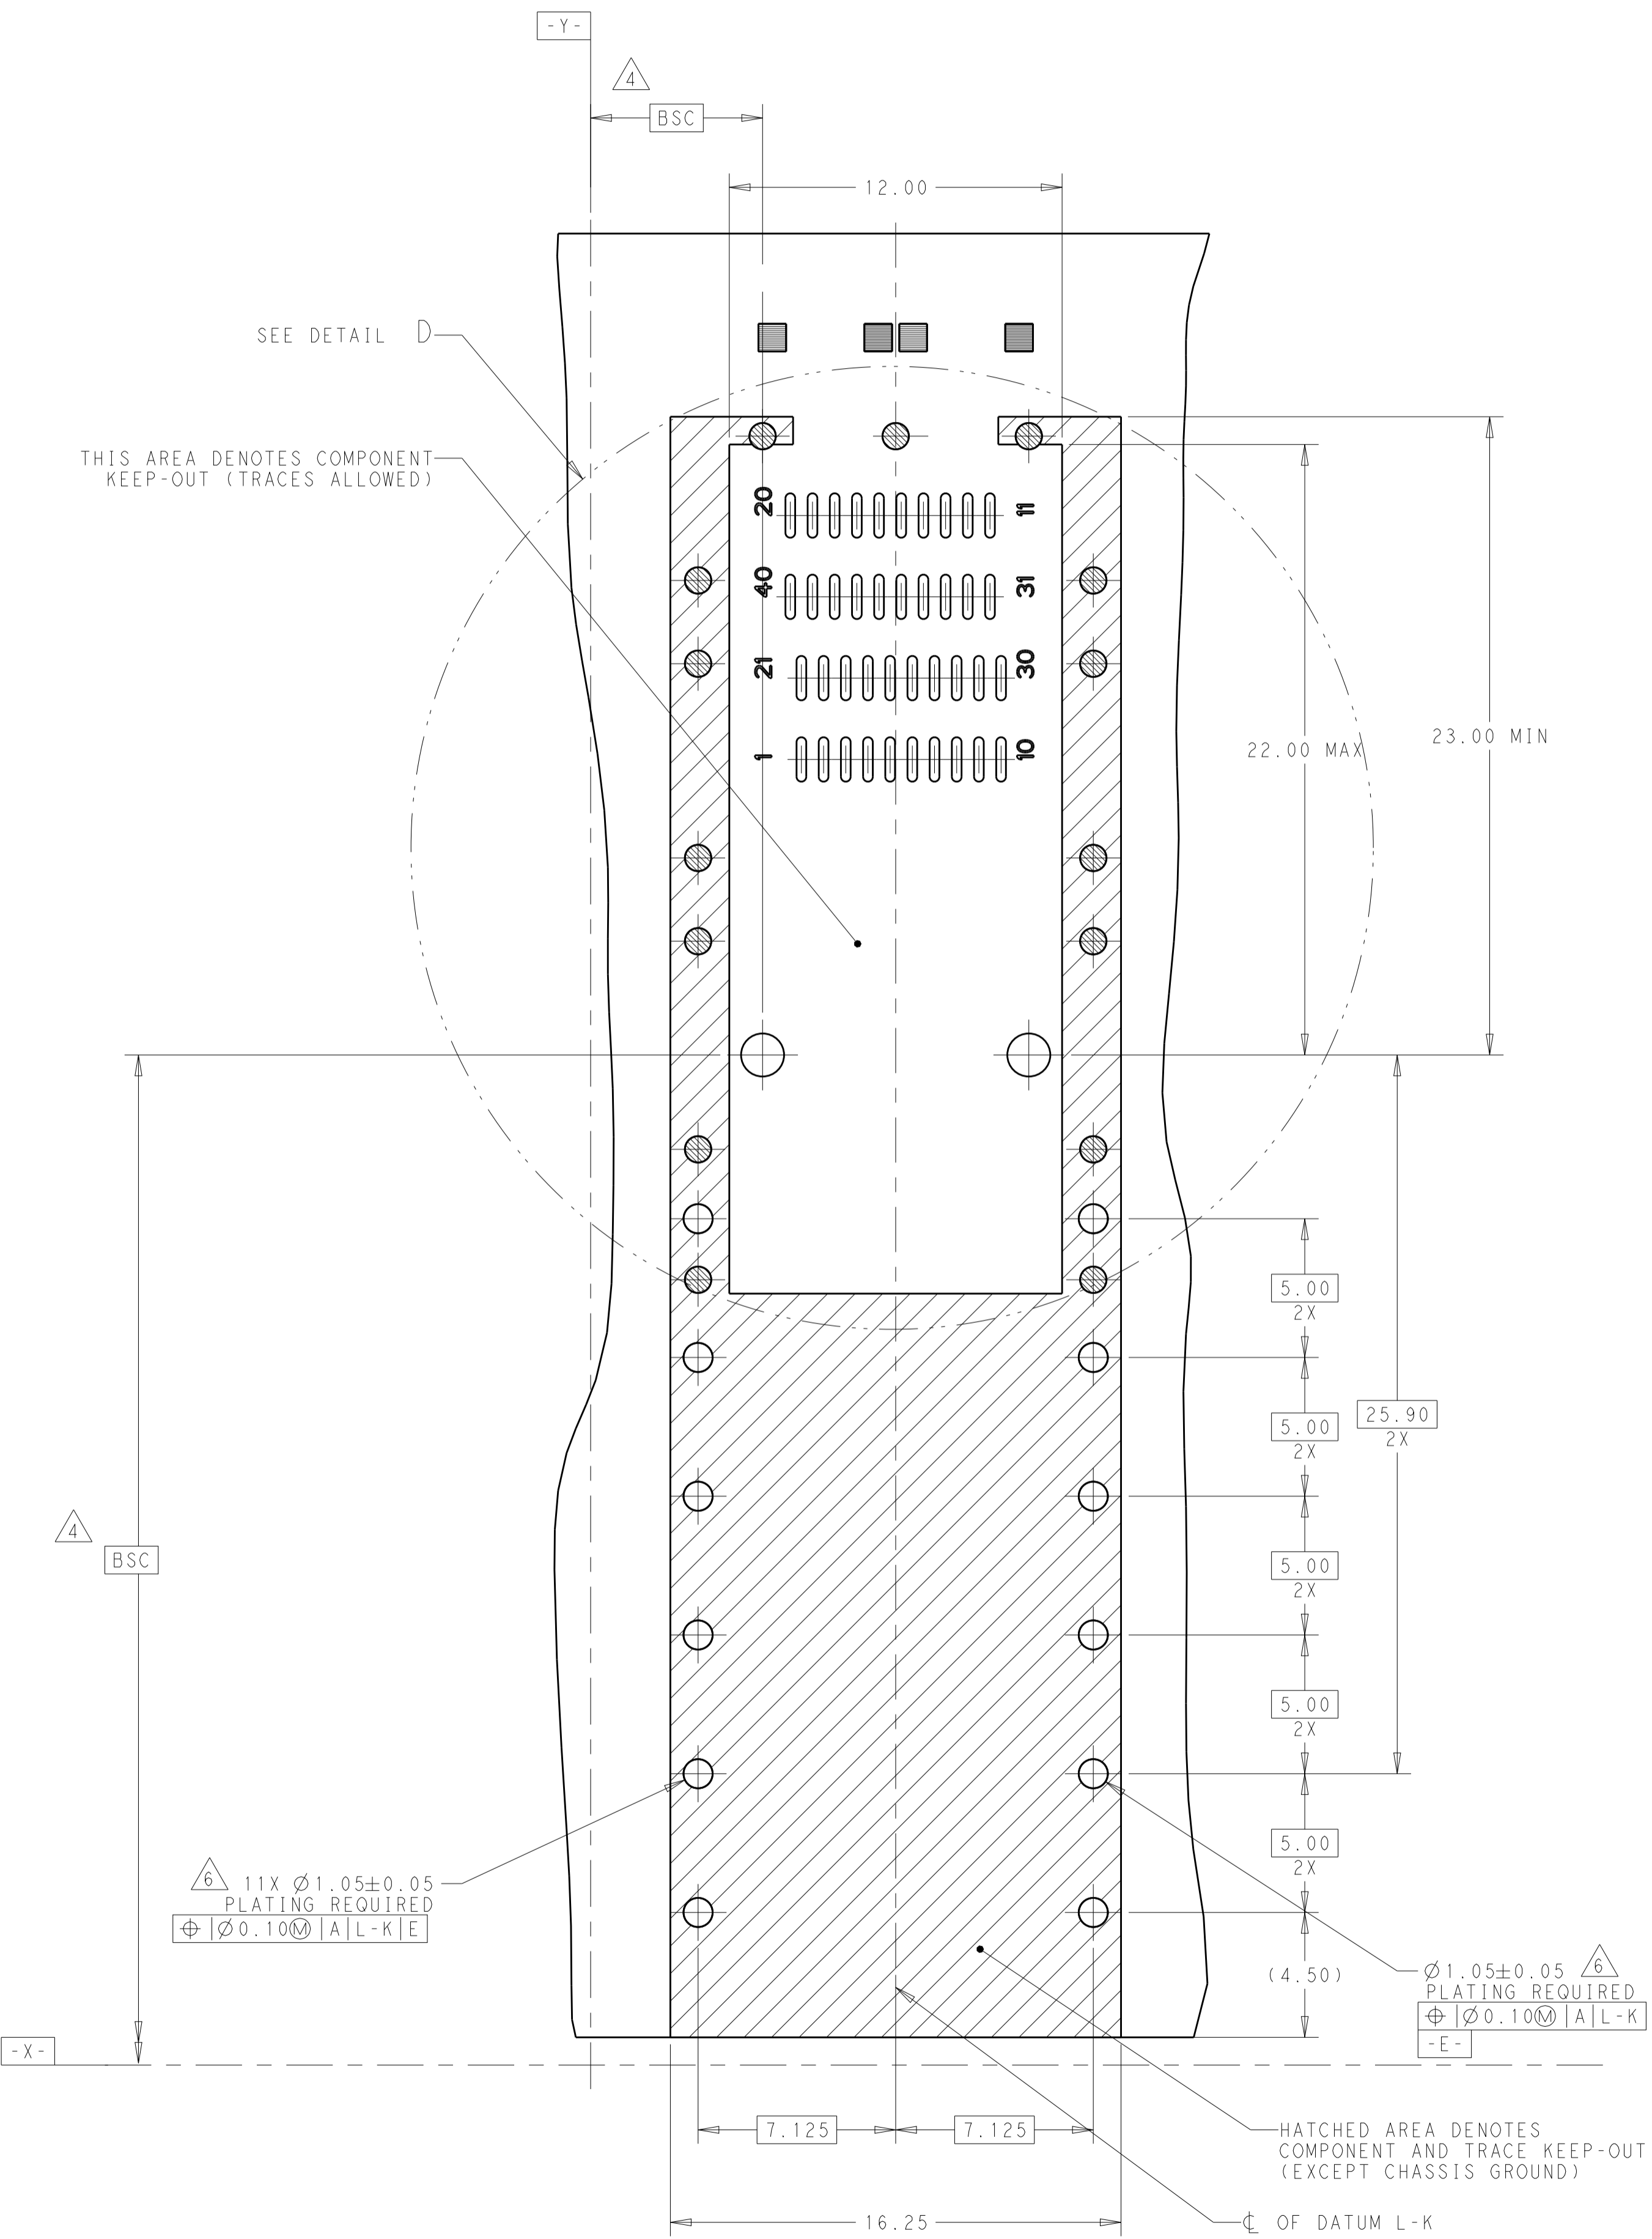 -Y-
4
BSC
12.00
SEE DETAIL D
THIS AREA DENOTES COMPONENT
KEEP-OUT (TRACES ALLOWED)
20
11
40
31
21
30
1
10
22.00 MAX
23.00 MIN
5.00
2X
5.00
2X
25.90
2X
5.00
2X
5.00
2X
5.00
2X
(4.50)
4
BSC
6 11X Ø1.05±0.05
PLATING REQUIRED
⌖|Ø0.10Ⓜ|A|L-K|E
Ø1.05±0.05 6
PLATING REQUIRED
⌖|Ø0.10Ⓜ|A|L-K
-E-
-X-
7.125
7.125
HATCHED AREA DENOTES
COMPONENT AND TRACE KEEP-OUT
(EXCEPT CHASSIS GROUND)
16.25
℄ OF DATUM L-K